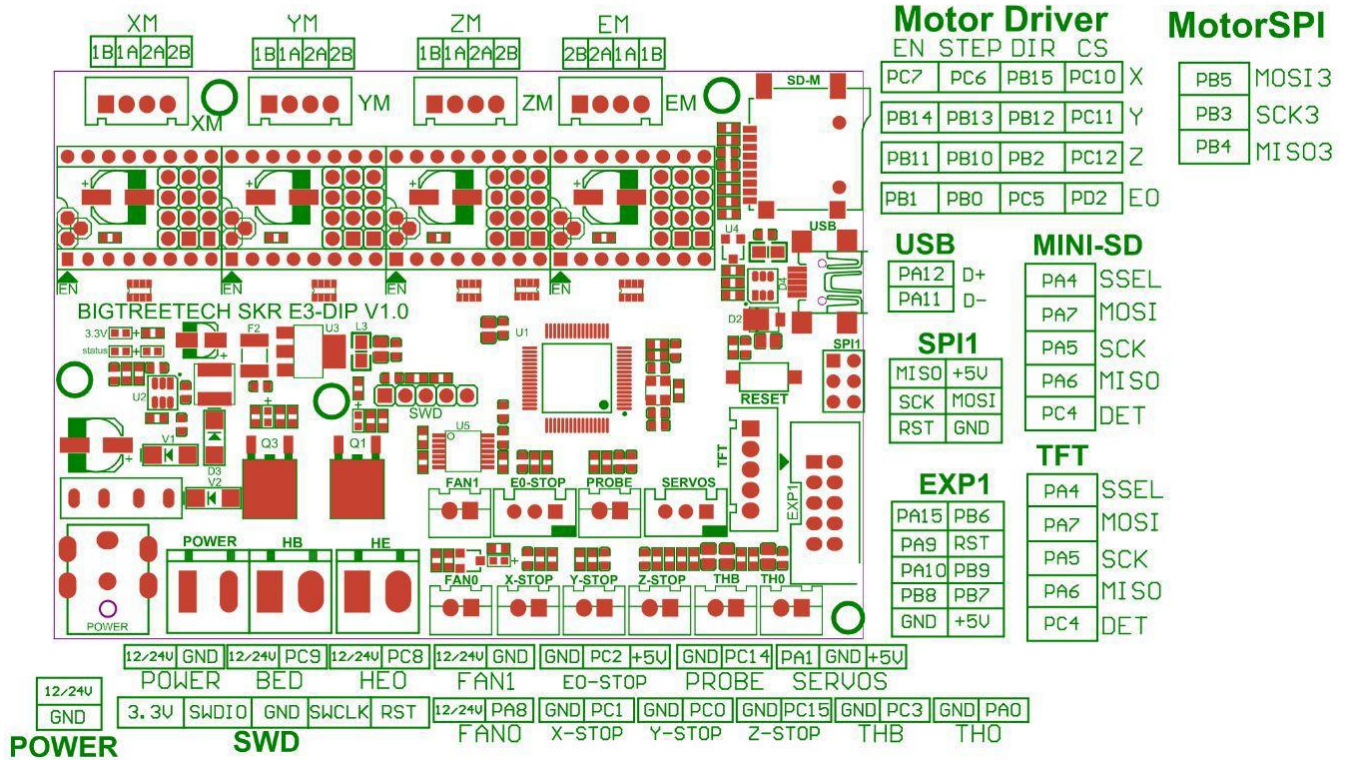 XM YM ZM EM
1B 1A 2A 2B 1B 1A 2A 2B 1B 1A 2A 2B 2B 2A 1A 1B
XM YM ZM EM
SD-M
EN EN EN EN
U4
USB
D4
D2
BIGTREETECH SKR E3-DIP V1.0
3.3V
status
F2 U3 L3 U1
U2
SWD
SPI1
RESET
V1 D3 V2 Q3 Q1 U5
TFT
EXP1
FAN1 E0-STOP PROBE SERVOS
POWER HB HE
FAN0 X-STOP Y-STOP Z-STOP THB TH0
POWER
12/24V GND 12/24V PC9 12/24V PC8 12/24V GND GND PC2 +5V GND PC14 PA1 GND +5V
POWER BED HE0 FAN1 E0-STOP PROBE SERVOS
12/24V
GND
POWER
3.3V SWDIO GND SWCLK RST
SWD
12/24V PA8 GND PC1 GND PC0 GND PC15 GND PC3 GND PA0
FAN0 X-STOP Y-STOP Z-STOP THB TH0
Motor Driver
EN STEP DIR CS
PC7 PC6 PB15 PC10 X
PB14 PB13 PB12 PC11 Y
PB11 PB10 PB2 PC12 Z
PB1 PB0 PC5 PD2 E0
MotorSPI
PB5 MOSI3
PB3 SCK3
PB4 MISO3
USB
PA12 D+
PA11 D-
SPI1
MISO +5V
SCK MOSI
RST GND
EXP1
PA15 PB6
PA9 RST
PA10 PB9
PB8 PB7
GND +5V
MINI-SD
PA4 SSEL
PA7 MOSI
PA5 SCK
PA6 MISO
PC4 DET
TFT
PA4 SSEL
PA7 MOSI
PA5 SCK
PA6 MISO
PC4 DET